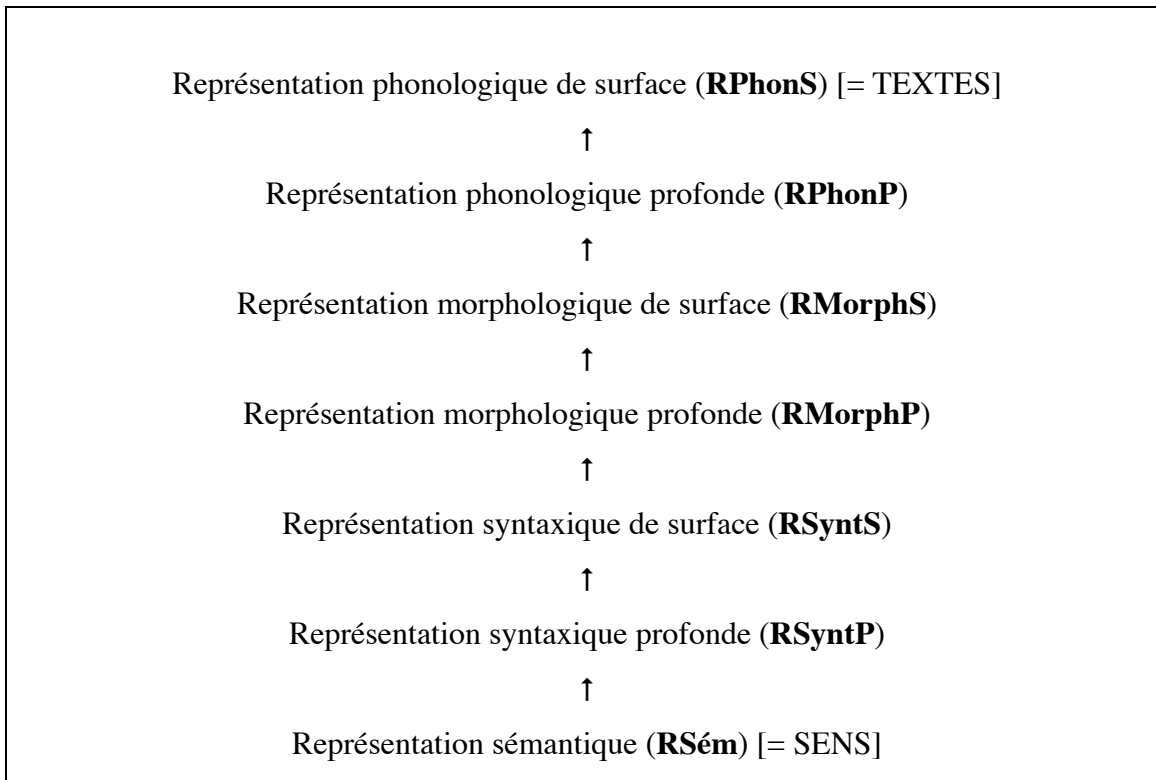 Représentation phonologique de surface (RPhonS) [= TEXTES]
↑
Représentation phonologique profonde (RPhonP)
↑
Représentation morphologique de surface (RMorphS)
↑
Représentation morphologique profonde (RMorphP)
↑
Représentation syntaxique de surface (RSyntS)
↑
Représentation syntaxique profonde (RSyntP)
↑
Représentation sémantique (RSém) [= SENS]